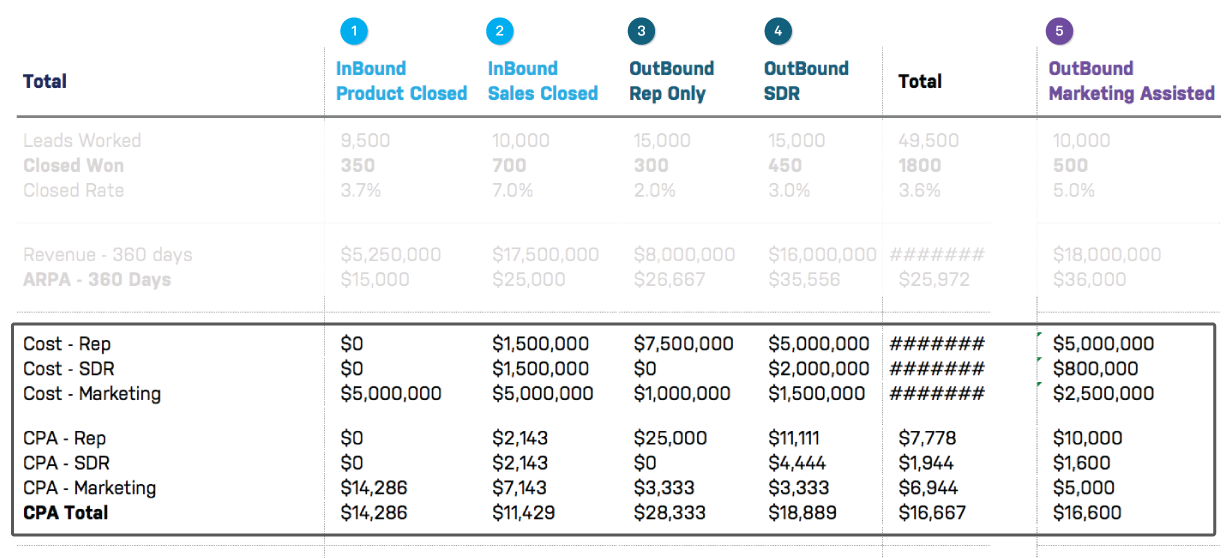 1 2 3 4 5
Total InBound Product Closed InBound Sales Closed OutBound Rep Only OutBound SDR Total OutBound Marketing Assisted
Leads Worked 9,500 10,000 15,000 15,000 49,500 10,000
Closed Won 350 700 300 450 1800 500
Closed Rate 3.7% 7.0% 2.0% 3.0% 3.6% 5.0%
Revenue - 360 days $5,250,000 $17,500,000 $8,000,000 $16,000,000 ####### $18,000,000
ARPA - 360 Days $15,000 $25,000 $26,667 $35,556 $25,972 $36,000
Cost - Rep $0 $1,500,000 $7,500,000 $5,000,000 ####### $5,000,000
Cost - SDR $0 $1,500,000 $0 $2,000,000 ####### $800,000
Cost - Marketing $5,000,000 $5,000,000 $1,000,000 $1,500,000 ####### $2,500,000
CPA - Rep $0 $2,143 $25,000 $11,111 $7,778 $10,000
CPA - SDR $0 $2,143 $0 $4,444 $1,944 $1,600
CPA - Marketing $14,286 $7,143 $3,333 $3,333 $6,944 $5,000
CPA Total $14,286 $11,429 $28,333 $18,889 $16,667 $16,600